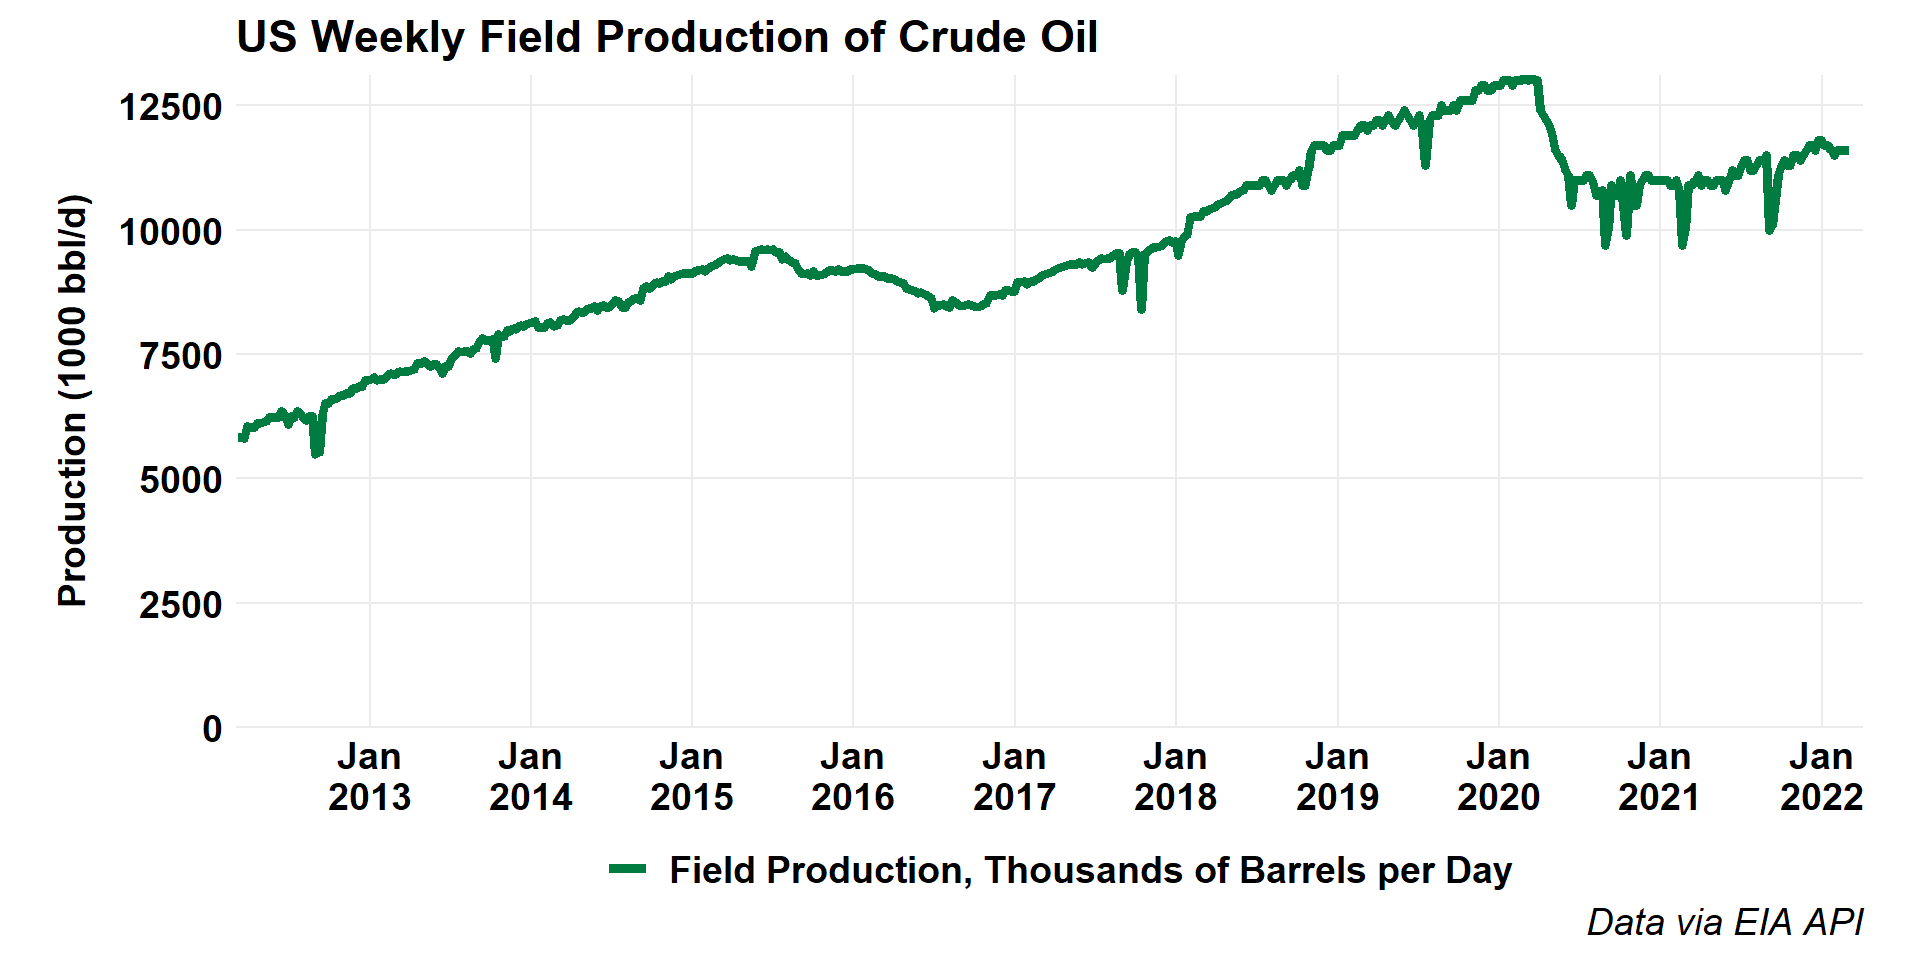 US Weekly Field Production of Crude Oil
Production (1000 bbl/d)
12500
10000
7500
5000
2500
0
Jan Jan Jan Jan Jan Jan Jan Jan Jan Jan
2013 2014 2015 2016 2017 2018 2019 2020 2021 2022
Field Production, Thousands of Barrels per Day
Data via EIA API